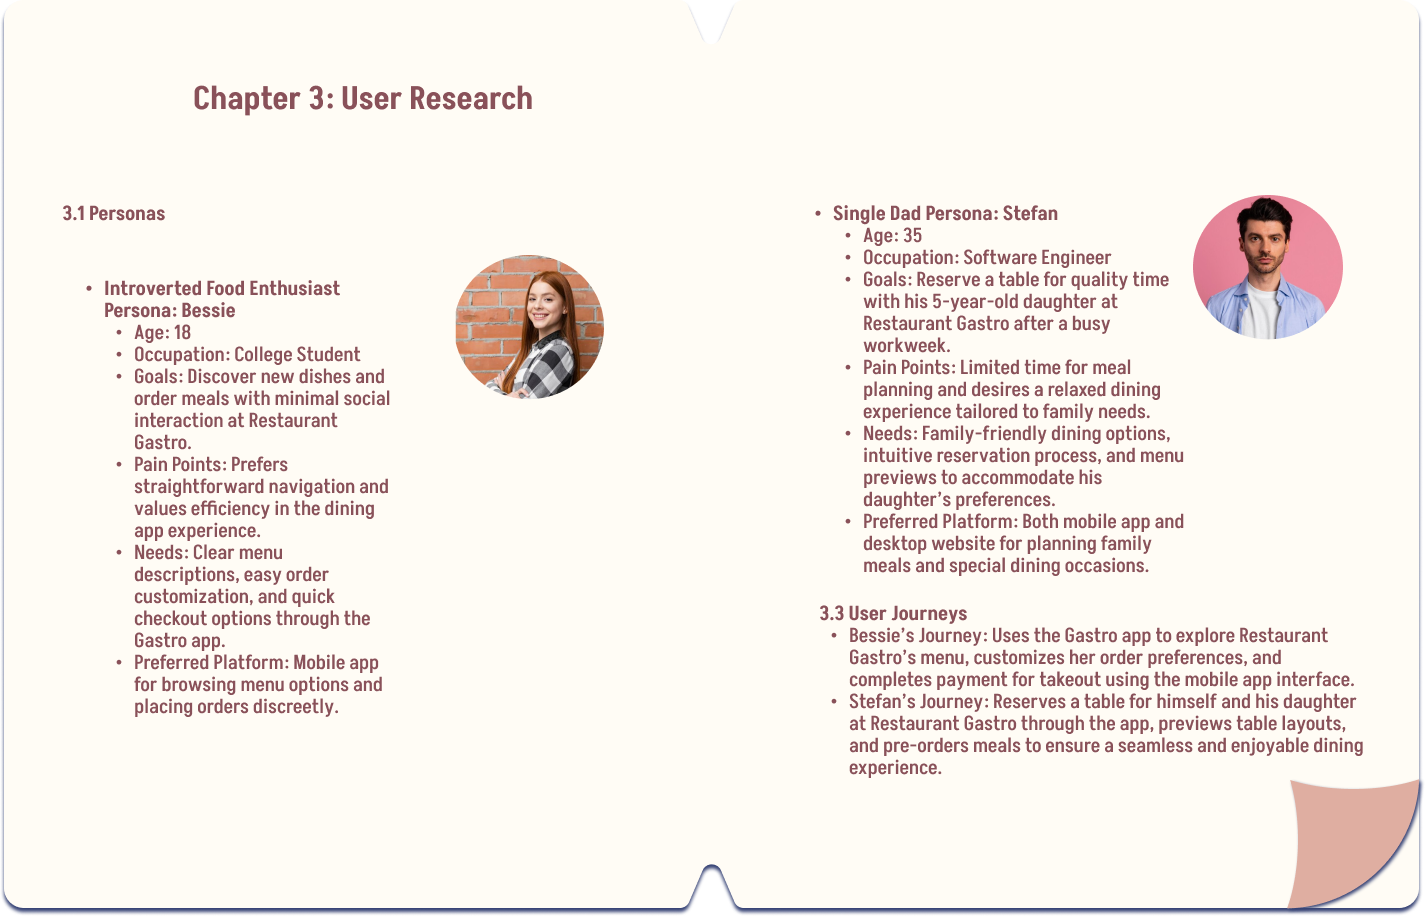 Chapter 3: User Research
3.1 Personas
• Introverted Food Enthusiast
Persona: Bessie
• Age: 18
• Occupation: College Student
• Goals: Discover new dishes and
order meals with minimal social
interaction at Restaurant
Gastro.
• Pain Points: Prefers
straightforward navigation and
values efficiency in the dining
app experience.
• Needs: Clear menu
descriptions, easy order
customization, and quick
checkout options through the
Gastro app.
• Preferred Platform: Mobile app
for browsing menu options and
placing orders discreetly.
• Single Dad Persona: Stefan
• Age: 35
• Occupation: Software Engineer
• Goals: Reserve a table for quality time
with his 5-year-old daughter at
Restaurant Gastro after a busy
workweek.
• Pain Points: Limited time for meal
planning and desires a relaxed dining
experience tailored to family needs.
• Needs: Family-friendly dining options,
intuitive reservation process, and menu
previews to accommodate his
daughter's preferences.
• Preferred Platform: Both mobile app and
desktop website for planning family
meals and special dining occasions.
3.3 User Journeys
• Bessie's Journey: Uses the Gastro app to explore Restaurant
Gastro's menu, customizes her order preferences, and
completes payment for takeout using the mobile app interface.
• Stefan's Journey: Reserves a table for himself and his daughter
at Restaurant Gastro through the app, previews table layouts,
and pre-orders meals to ensure a seamless and enjoyable dining
experience.